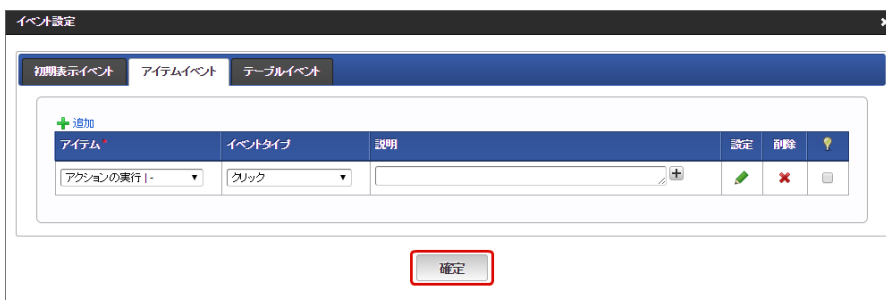 イベント設定
初期表示イベント アイテムイベント テーブルイベント
追加
アイテム* イベントタイプ 説明 設定 削除
アクションの実行 | - クリック
確定